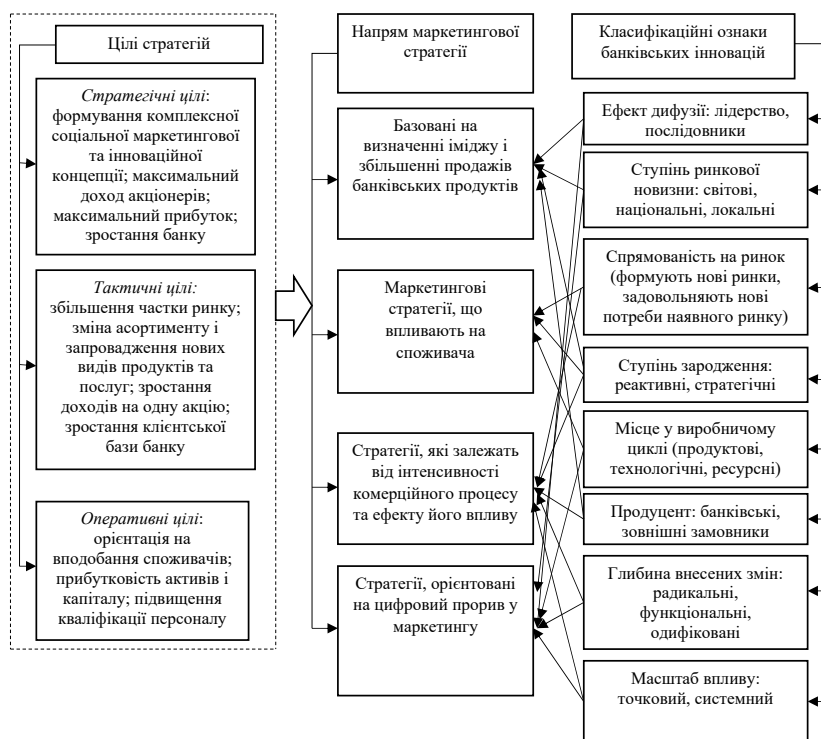 Цілі стратегій
Стратегічні цілі:
формування комплексної
соціальної маркетингової
та інноваційної
концепції; максимальний
доход акціонерів;
максимальний прибуток;
зростання банку
Тактичні цілі:
збільшення частки ринку;
зміна асортименту і
запровадження нових
видів продуктів та
послуг; зростання
доходів на одну акцію;
зростання клієнтської
бази банку
Оперативні цілі:
орієнтація на
вподобання споживачів;
прибутковість активів і
капіталу; підвищення
кваліфікації персоналу
Напрям маркетингової
стратегії
Базовані на
визначенні іміджу і
збільшенні продажів
банківських продуктів
Маркетингові
стратегії, що
впливають на
споживача
Стратегії, які залежать
від інтенсивності
комерційного процесу
та ефекту його впливу
Стратегії, орієнтовані
на цифровий прорив у
маркетингу
Класифікаційні ознаки
банківських інновацій
Ефект дифузії: лідерство,
послідовники
Ступінь ринкової
новизни: світові,
національні, локальні
Спрямованість на ринок
(формують нові ринки,
задовольняють нові
потреби наявного ринку)
Ступінь зародження:
реактивні, стратегічні
Місце у виробничому
циклі (продуктові,
технологічні, ресурсні)
Продуцент: банківські,
зовнішні замовники
Глибина внесених змін:
радикальні,
функціональні,
одифіковані
Масштаб впливу:
точковий, системний